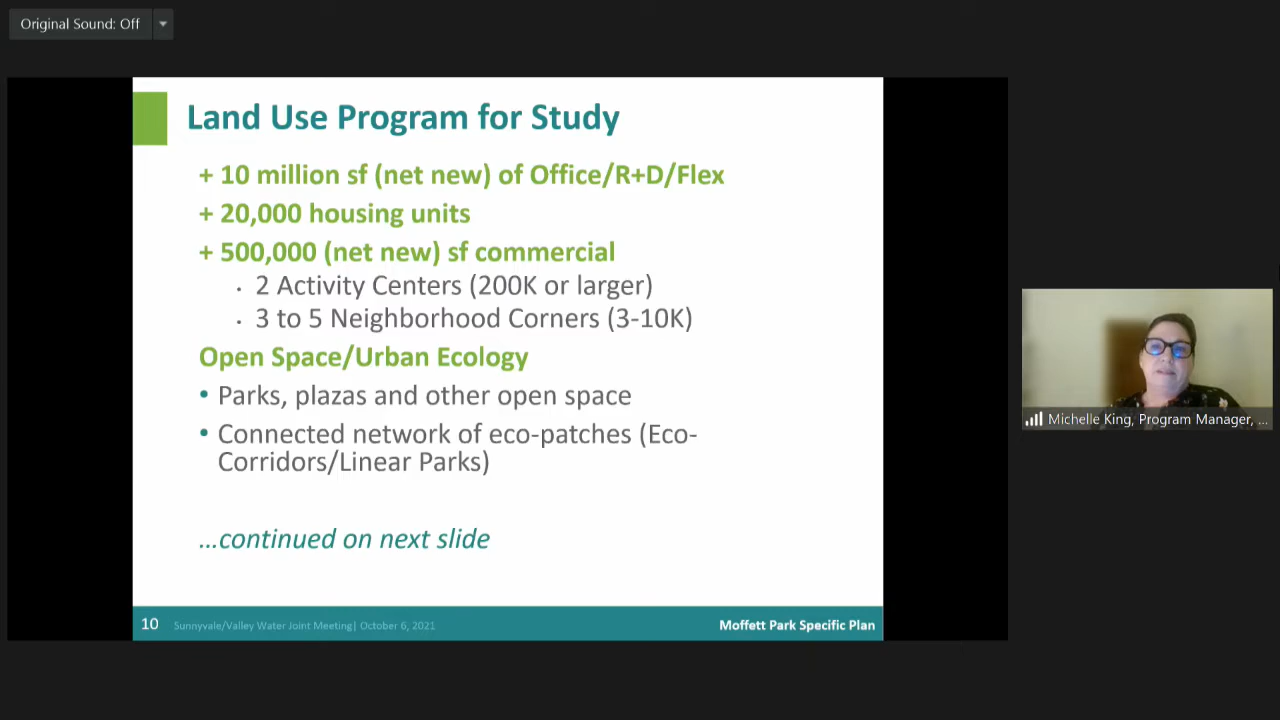 Original Sound: Off
Land Use Program for Study
+ 10 million sf (net new) of Office/R+D/Flex
+ 20,000 housing units
+ 500,000 (net new) sf commercial
• 2 Activity Centers (200K or larger)
• 3 to 5 Neighborhood Corners (3-10K)
Open Space/Urban Ecology
• Parks, plazas and other open space
• Connected network of eco-patches (Eco-
Corridors/Linear Parks)
...continued on next slide
10 Sunnyvale/Valley Water Joint Meeting| October 6, 2021 Moffett Park Specific Plan
Michelle King, Program Manager, ...